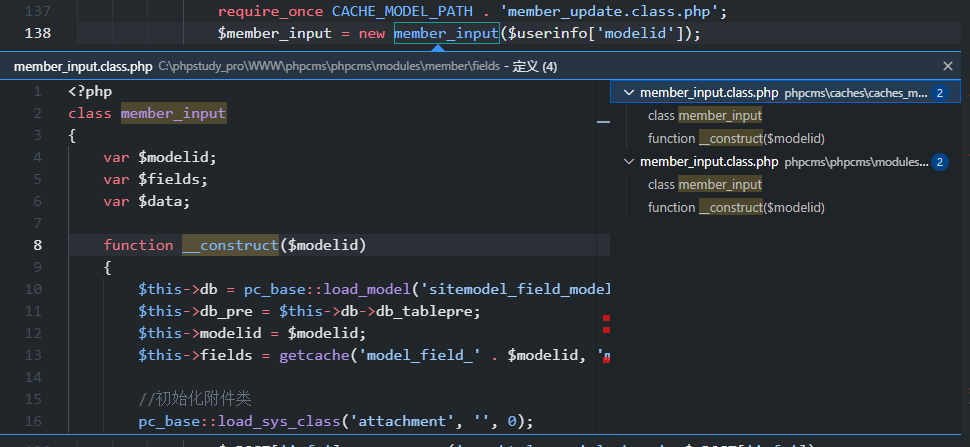 137 require_once CACHE_MODEL_PATH . 'member_update.class.php';
138 $member_input = new member_input($userinfo['modelid']);
member_input.class.php C:\phpstudy_pro\WWW\phpcms\phpcms\modules\member\fields - 定义 (4)
1 <?php
2 class member_input
3 {
4 var $modelid;
5 var $fields;
6 var $data;
7
8 function __construct($modelid)
9 {
10 $this->db = pc_base::load_model('sitemodel_field_model
11 $this->db_pre = $this->db->db_tablepre;
12 $this->modelid = $modelid;
13 $this->fields = getcache('model_field_' . $modelid, 'm
14
15 //初始化附件类
16 pc_base::load_sys_class('attachment', '', 0);
member_input.class.php phpcms\caches\caches_m... 2
class member_input
function __construct($modelid)
member_input.class.php phpcms\phpcms\modules... 2
class member_input
function __construct($modelid)